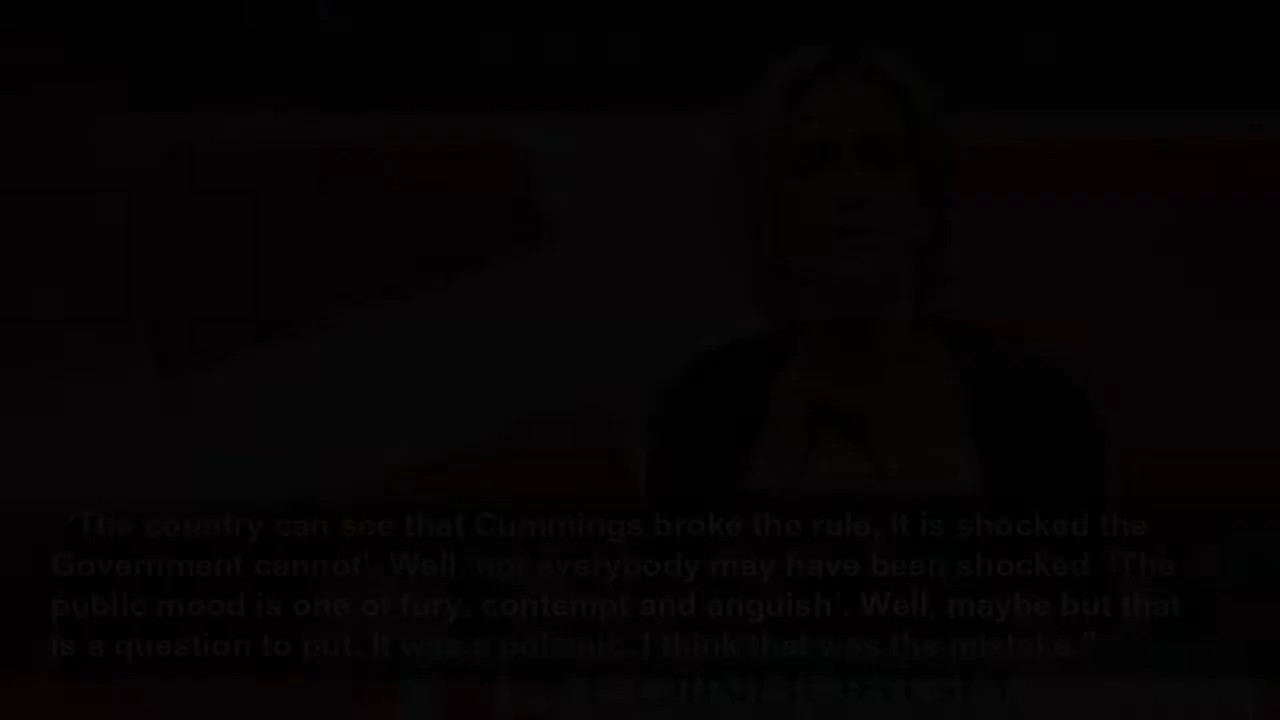 'The country can see that Cummings broke the rule, it is shocked the
Government cannot'. Well, not everybody may have been shocked. 'The
public mood is one of fury, contempt and anguish'. Well, maybe but that
is a question to put. It was a polemic. I think that was the mistake."
EDINBURGH